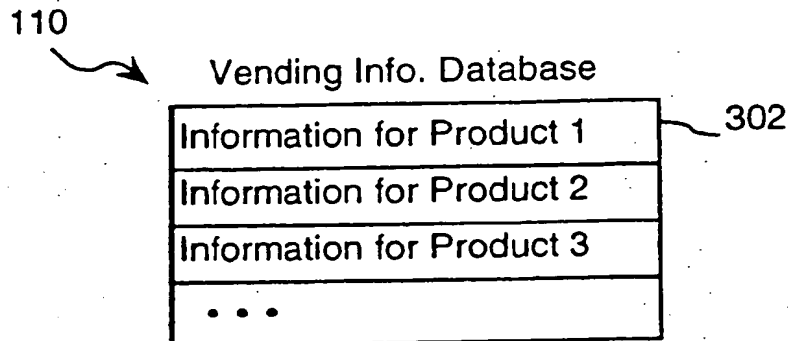 110
Vending Info. Database
Information for Product 1
302
Information for Product 2
Information for Product 3
• • •